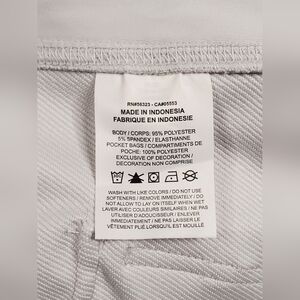 RN#56323 - CA#05553
MADE IN INDONESIA
FABRIQUE EN INDONESIE
BODY / CORPS: 95% POLYESTER
5% SPANDEX / ELASTHANNE
POCKET BAGS / COMPARTIMENTS DE
POCHE: 100% POLYESTER
EXCLUSIVE OF DECORATION /
DECORATION NON COMPRISE
WASH WITH LIKE COLORS / DO NOT USE
SOFTENERS / REMOVE IMMEDIATELY / DO
NOT ALLOW TO LAY ON ITSELF WHEN WET
LAVER AVEC COULEURS SIMILAIRES / NE PAS
UTILISER D'ADOUCISSEUR / ENLEVER
IMMÉDIATEMENT / NE PAS LAISSER LE
VÊTEMENT PLIÉ LORSQU'IL EST MOUILLÉ